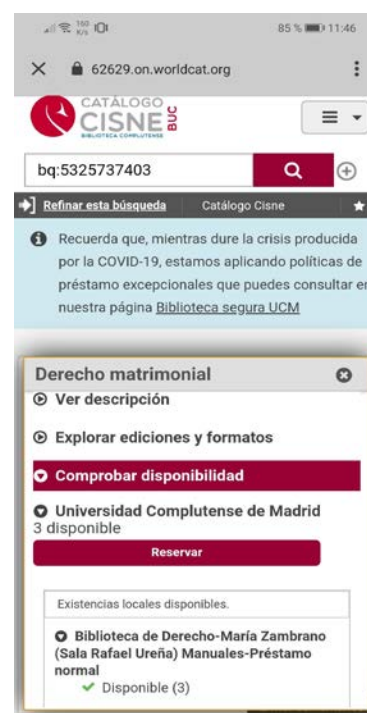 160
K/s
85 % 11:46
62629.on.worldcat.org
CATÁLOGO
CISNE BUC
BIBLIOTECA COMPLUTENSE
bq:5325737403
Refinar esta búsqueda Catálogo Cisne
Recuerda que, mientras dure la crisis producida
por la COVID-19, estamos aplicando políticas de
préstamo excepcionales que puedes consultar en
nuestra página Biblioteca segura UCM
Derecho matrimonial
Ver descripción
Explorar ediciones y formatos
Comprobar disponibilidad
Universidad Complutense de Madrid
3 disponible
Reservar
Existencias locales disponibles.
Biblioteca de Derecho-María Zambrano
(Sala Rafael Ureña) Manuales-Préstamo
normal
Disponible (3)